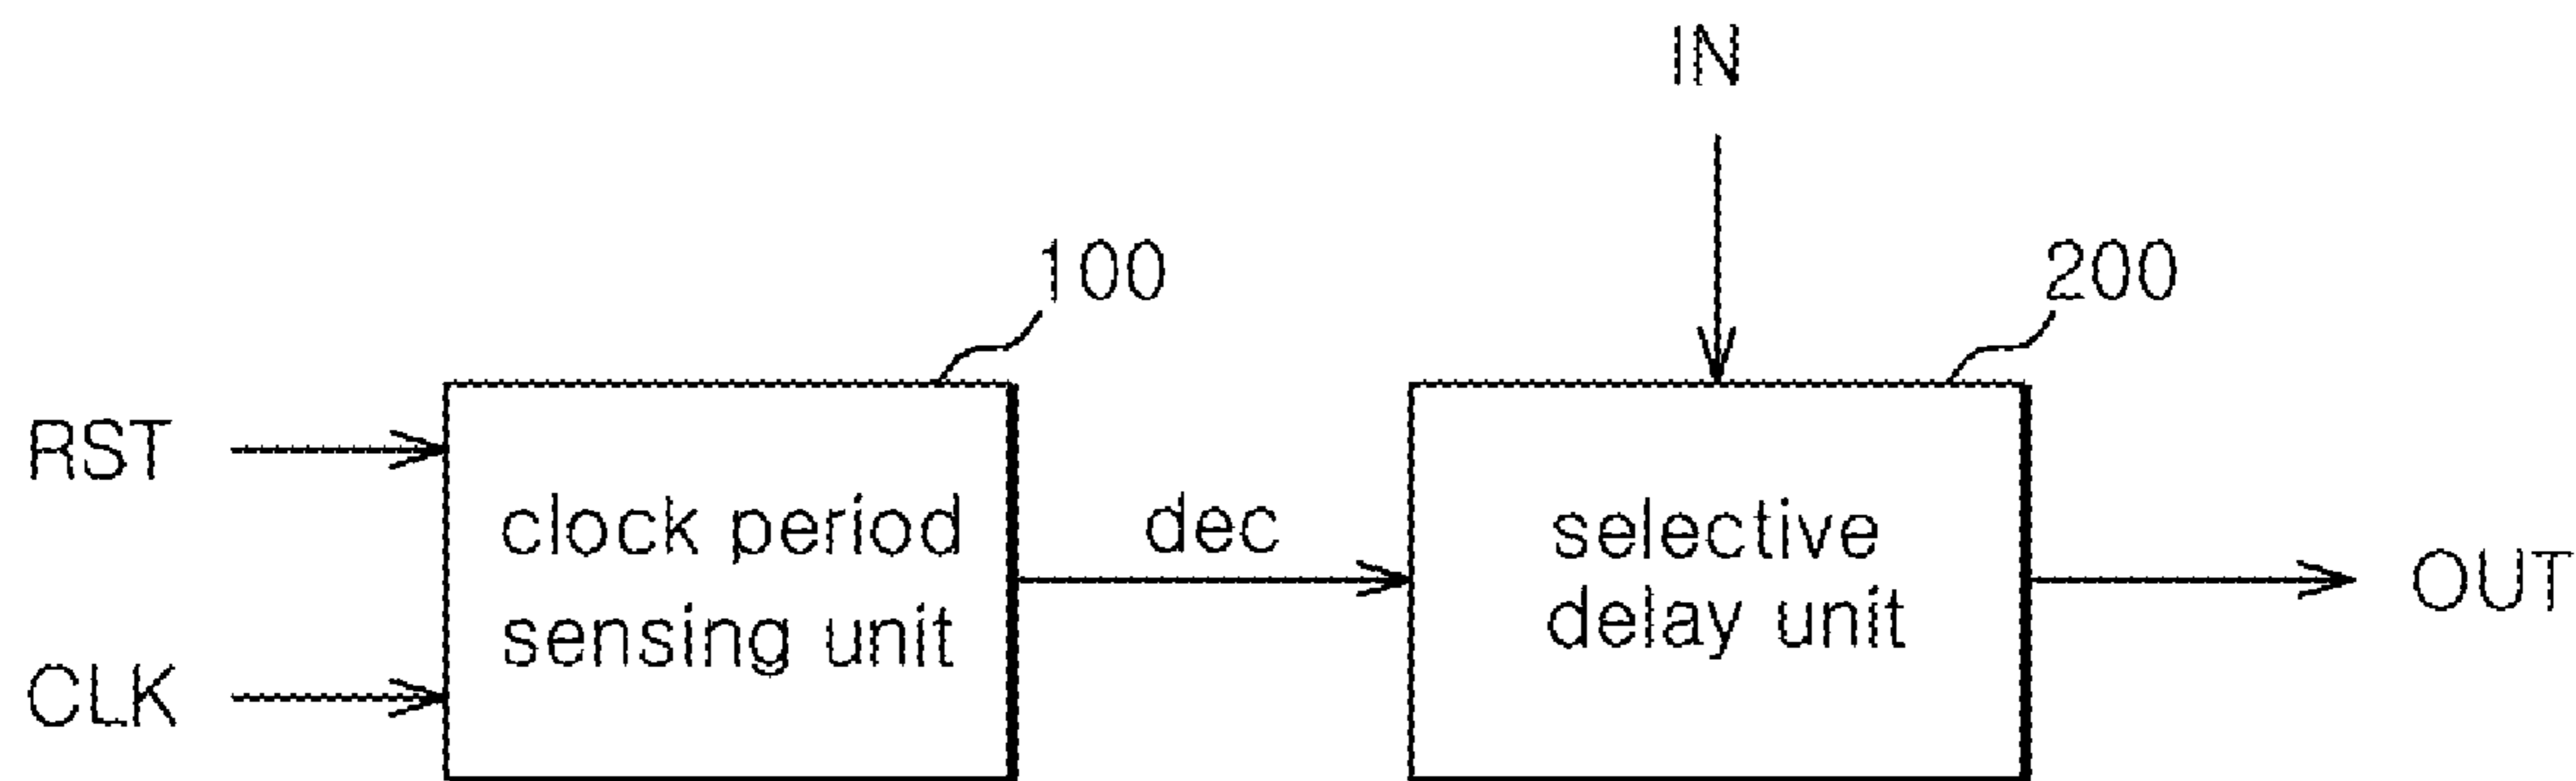 IN
100
200
RST
CLK
clock period
sensing unit
dec
selective
delay unit
OUT